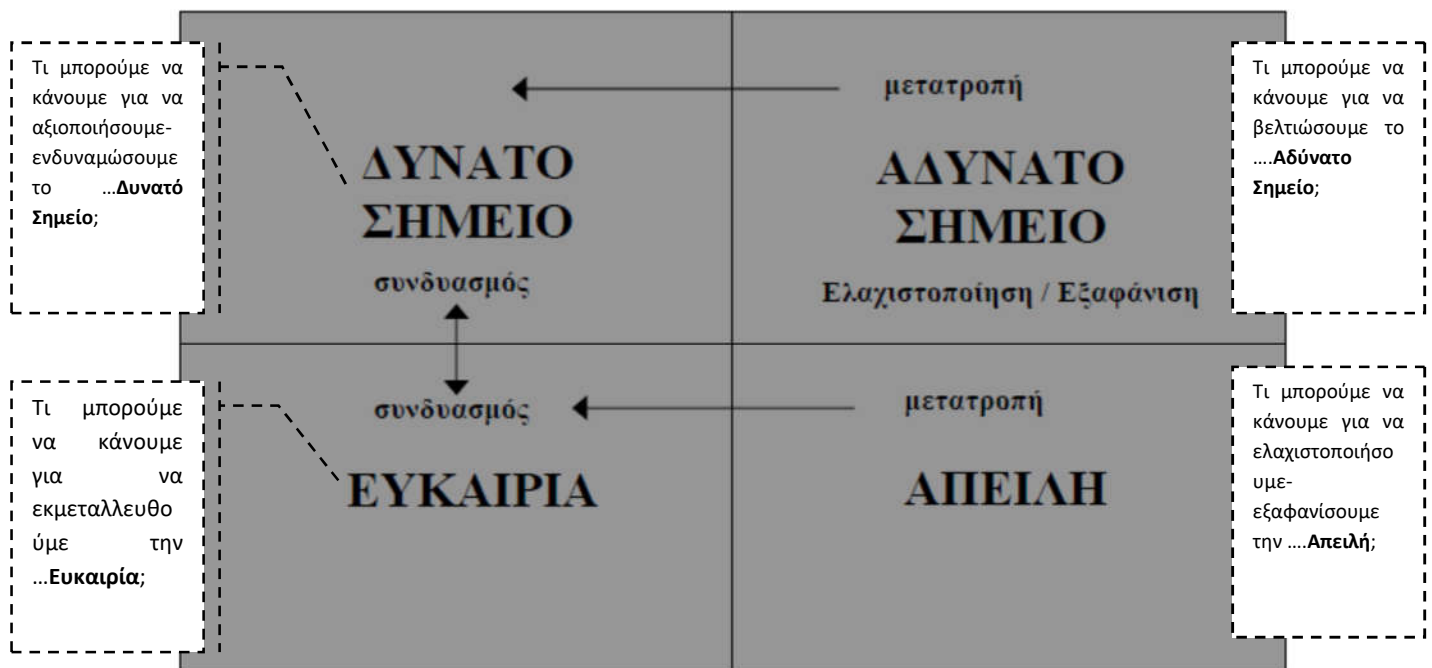 Τι μπορούμε να
κάνουμε για να
αξιοποιήσουμε-
ενδυναμώσουμε
το ...Δυνατό
Σημείο;
μετατροπή
ΔΥΝΑΤΟ
ΣΗΜΕΙΟ
συνδυασμός
ΑΔΥΝΑΤΟ
ΣΗΜΕΙΟ
Ελαχιστοποίηση / Εξαφάνιση
Τι μπορούμε να
κάνουμε για να
βελτιώσουμε το
....Αδύνατο
Σημείο;
Τι μπορούμε
να κάνουμε
για να
εκμεταλλευθο
ύμε την
...Ευκαιρία;
συνδυασμός
ΕΥΚΑΙΡΙΑ
μετατροπή
ΑΠΕΙΛΗ
Τι μπορούμε να
κάνουμε για να
ελαχιστοποιήσο
υμε-
εξαφανίσουμε
την ....Απειλή;